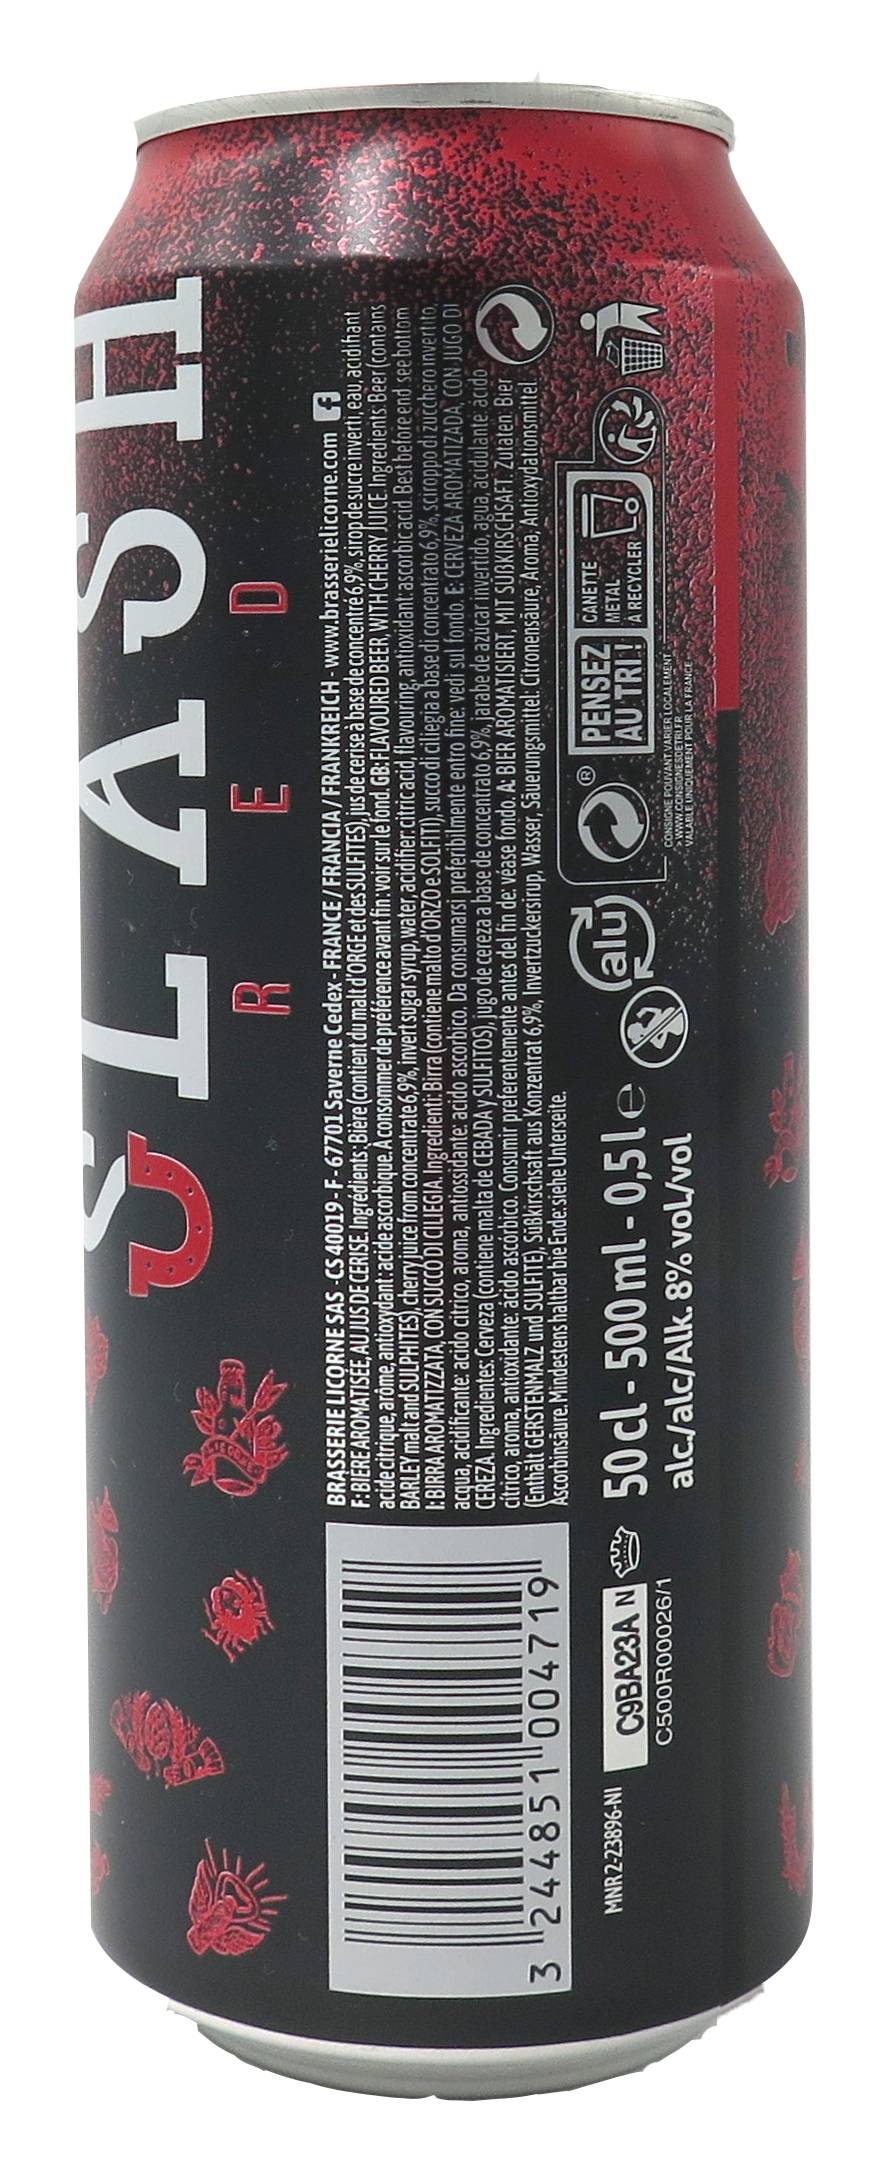 SLASH
RED
BRASSERIE LICORNE SAS - CS 40019 - F - 67701 Saverne Cedex - FRANCE / FRANCIA / FRANKREICH - www.brasserielicorne.com
F: BIÈRE AROMATISÉE, AU JUS DE CERISE. Ingrédients: Bière (contient du malt d'ORGE et des SULFITES), jus de cerise à base de concentré 6,9%, sirop de sucre inverti, eau, acidifiant:
acide citrique, arôme, antioxydant: acide ascorbique. À consommer de préférence avant fin: voir sur le fond. GB: FLAVOURED BEER, WITH CHERRY JUICE. Ingredients: Beer (contains
BARLEY malt and SULPHITES), cherry juice from concentrate 6,9%, invert sugar syrup, water, acidifier: citric acid, flavouring, antioxidant: ascorbic acid. Best before end: see bottom
I: BIRRA AROMATIZZATA, CON SUCCO DI CILIEGIA. Ingredienti: Birra (contiene malto d'ORZO e SOLFITI), succo di ciliegia a base di concentrato 6,9%, sciroppo di zucchero invertito,
acqua, acidificante: acido citrico, aroma, antiossidante: acido ascorbico. Da consumarsi preferibilmente entro fine: vedi sul fondo. E: CERVEZA AROMATIZADA, CON JUGO DE
CEREZA. Ingredientes: Cerveza (contiene malta de CEBADA y SULFITOS), jugo de cereza a base de concentrado 6,9%, jarabe de azúcar invertido, agua, acidulante: ácido
cítrico, aroma, antioxidante: ácido ascórbico. Consumir preferentemente antes del fin de: véase fondo. A: BIER AROMATISIERT, MIT SÜßKIRSCHSAFT. Zutaten: Bier
(Enthält GERSTENMALZ und SULFITE), Süßkirschsaft aus Konzentrat 6,9%, Invertzuckersirup, Wasser, Säuerungsmittel: Citronensäure, Aroma, Antioxydationsmittel:
Ascorbinsäure. Mindestens haltbar bie Ende: siehe Unterseite.
PENSEZ
AU TRI !
CANETTE
MÉTAL
À RECYCLER
®
CONSIGNE POUVANT VARIER LOCALEMENT
> WWW.CONSIGNESDETRI.FR
VALABLE UNIQUEMENT POUR LA FRANCE
alu
50 cl - 500 ml - 0,5 l e
alc./alc/Alk. 8% vol./vol
3 244851 004719
C9BA23A N
C500R00026/1
MNR 2-23896-NI
LICORNE